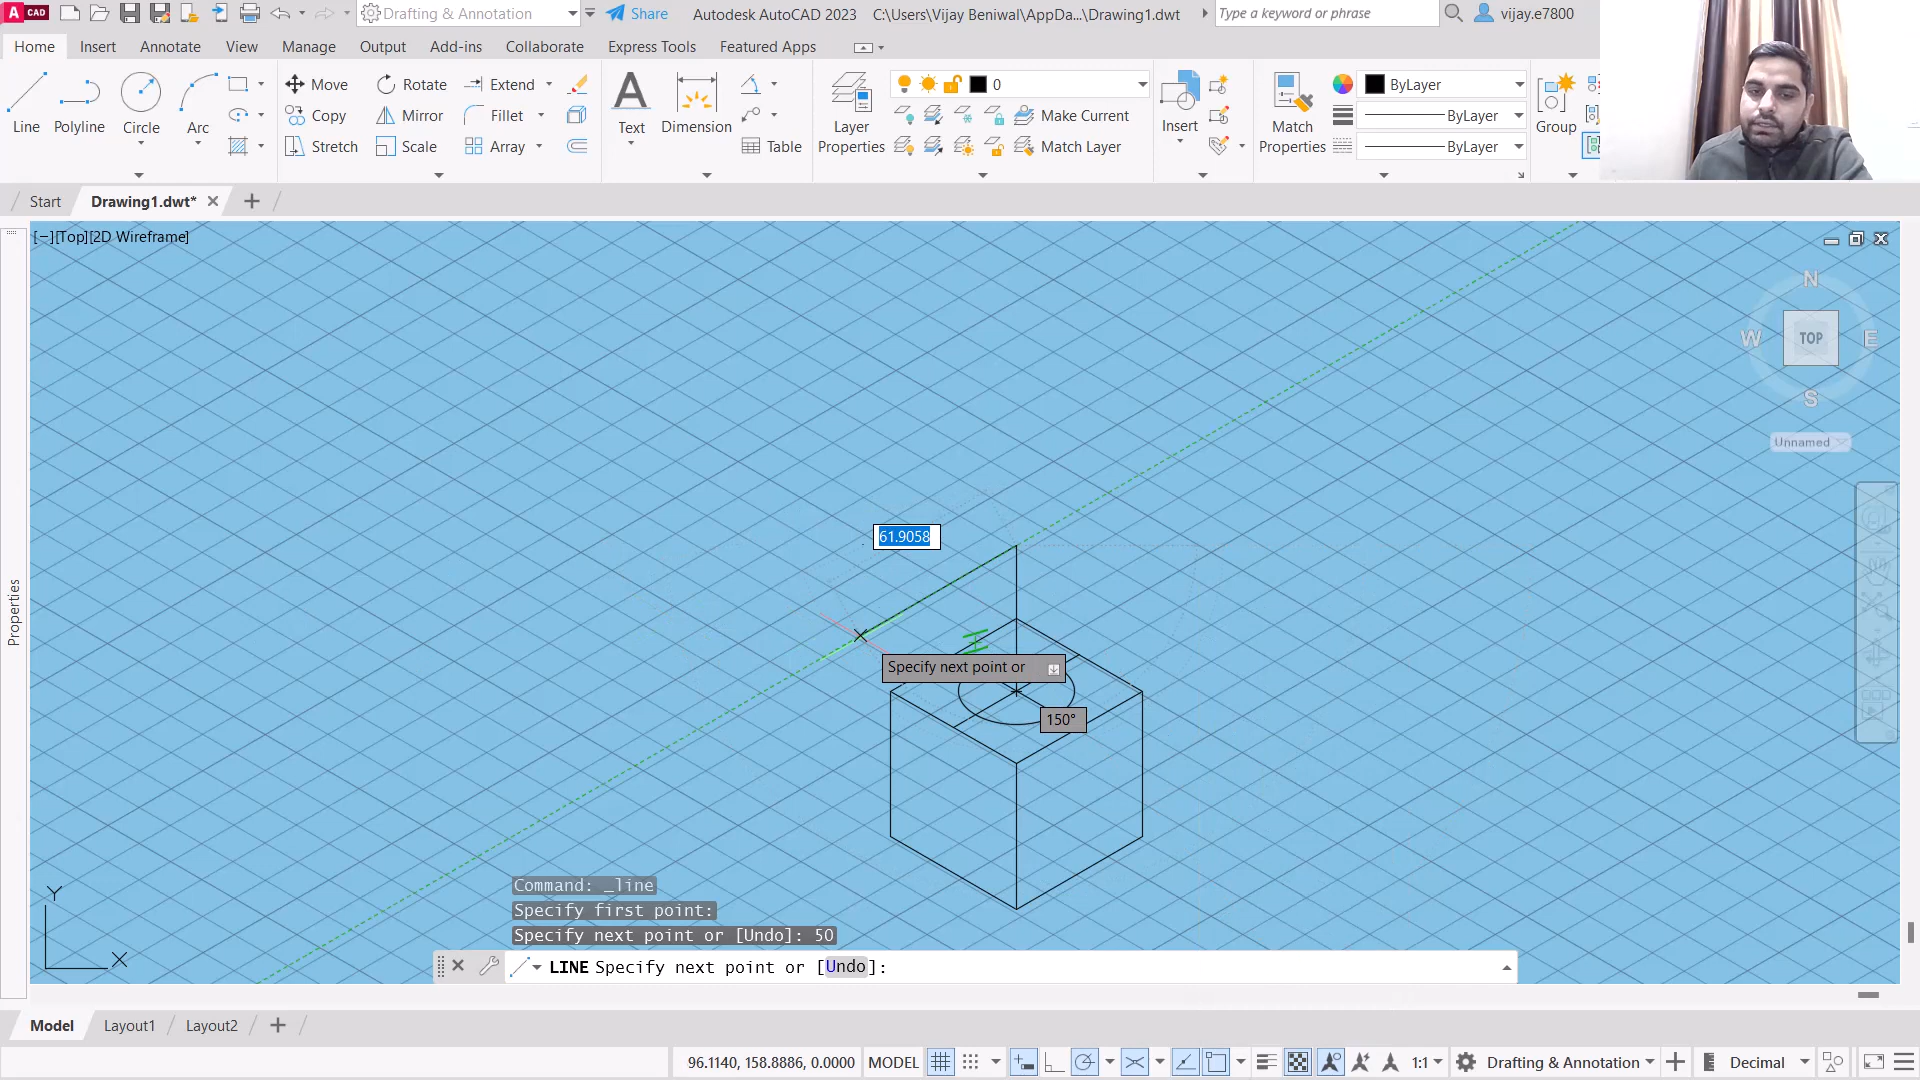 A CAD
Drafting & Annotation
Share
Autodesk AutoCAD 2023 C:\Users\Vijay Beniwal\AppDa...\Drawing1.dwt
Type a keyword or phrase
vijay.e7800
Home Insert Annotate View Manage Output Add-ins Collaborate Express Tools Featured Apps
Line
Polyline
Circle
Arc
Move
Rotate
Extend
Copy
Mirror
Fillet
Stretch
Scale
Array
Text
Dimension
Table
Layer
Properties
0
Make Current
Match Layer
Insert
Match
Properties
ByLayer
ByLayer
ByLayer
Group
Start
Drawing1.dwt*
[−][Top][2D Wireframe]
N
W
TOP
E
S
Unnamed
61.9058
Specify next point or
150°
Properties
Y
X
Command: _line
Specify first point:
Specify next point or [Undo]: 50
LINE Specify next point or [Undo]:
Model
Layout1
Layout2
96.1140, 158.8886, 0.0000
MODEL
1:1
Drafting & Annotation
Decimal